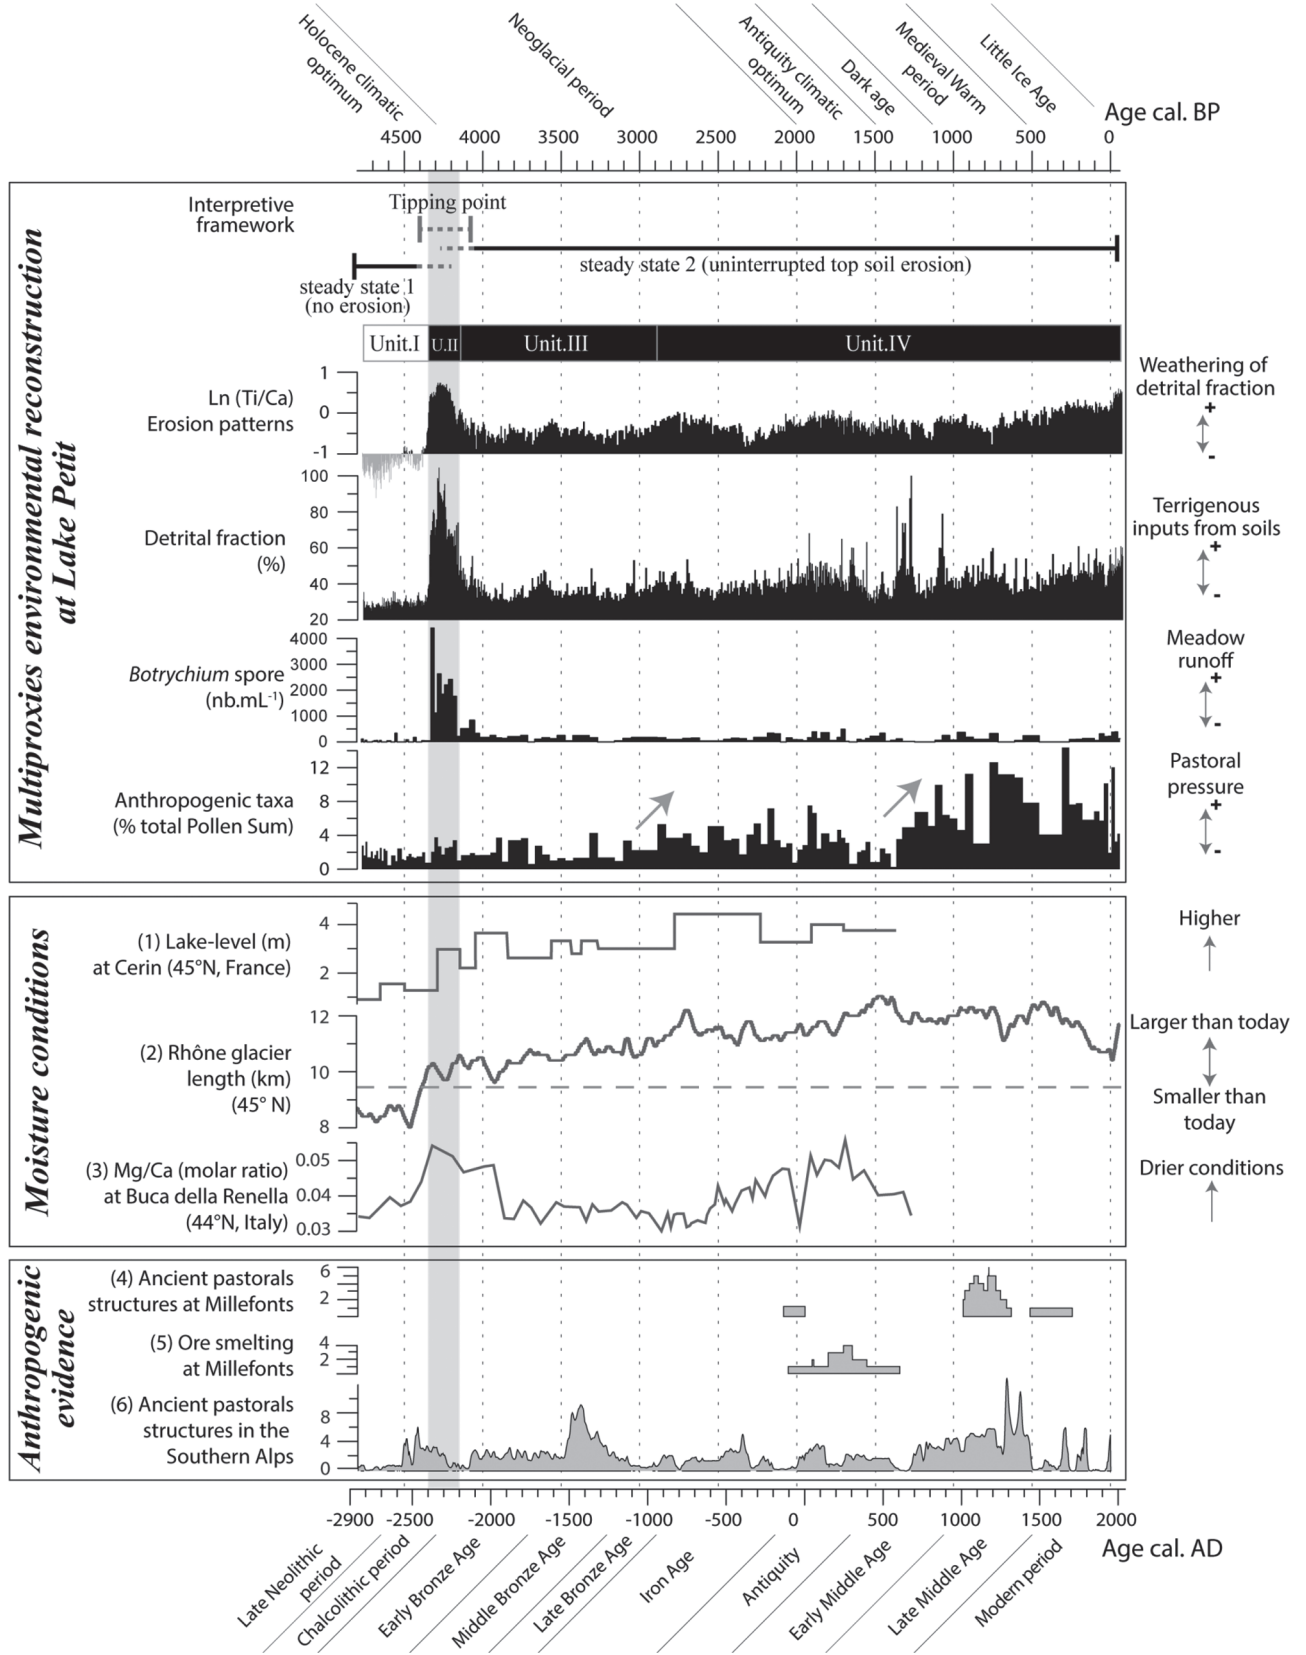 Holocene climatic
optimum
Neoglacial period
Antiquity climatic
optimum
Dark age
Medieval Warm
period
Little Ice Age
Age cal. BP
4500 4000 3500 3000 2500 2000 1500 1000 500 0
Multiproxies environmental reconstruction
at Lake Petit
Interpretive
framework
Tipping point
steady state 2 (uninterrupted top soil erosion)
steady state 1
(no erosion)
Unit.I U.II Unit.III Unit.IV
Ln (Ti/Ca)
Erosion patterns
1
0
-1
Weathering of
detrital fraction
+
-
Detrital fraction
(%)
100
80
60
40
20
Terrigenous
inputs from soils
+
-
Botrychium spore
(nb.mL-1)
4000
3000
2000
1000
0
Meadow
runoff
+
-
Anthropogenic taxa
(% total Pollen Sum)
12
8
4
0
Pastoral
pressure
+
-
Moisture conditions
(1) Lake-level (m)
at Cerin (45°N, France)
4
2
Higher
(2) Rhône glacier
length (km)
(45° N)
12
10
8
Larger than today
Smaller than
today
(3) Mg/Ca (molar ratio)
at Buca della Renella
(44°N, Italy)
0.05
0.04
0.03
Drier conditions
Anthropogenic
evidence
(4) Ancient pastorals
structures at Millefonts
6
2
(5) Ore smelting
at Millefonts
4
2
(6) Ancient pastorals
structures in the
Southern Alps
8
4
0
-2900 -2500 -2000 -1500 -1000 -500 0 500 1000 1500 2000
Age cal. AD
Late Neolithic
period
Chalcolithic period
Early Bronze Age
Middle Bronze Age
Late Bronze Age
Iron Age
Antiquity
Early Middle Age
Late Middle Age
Modern period